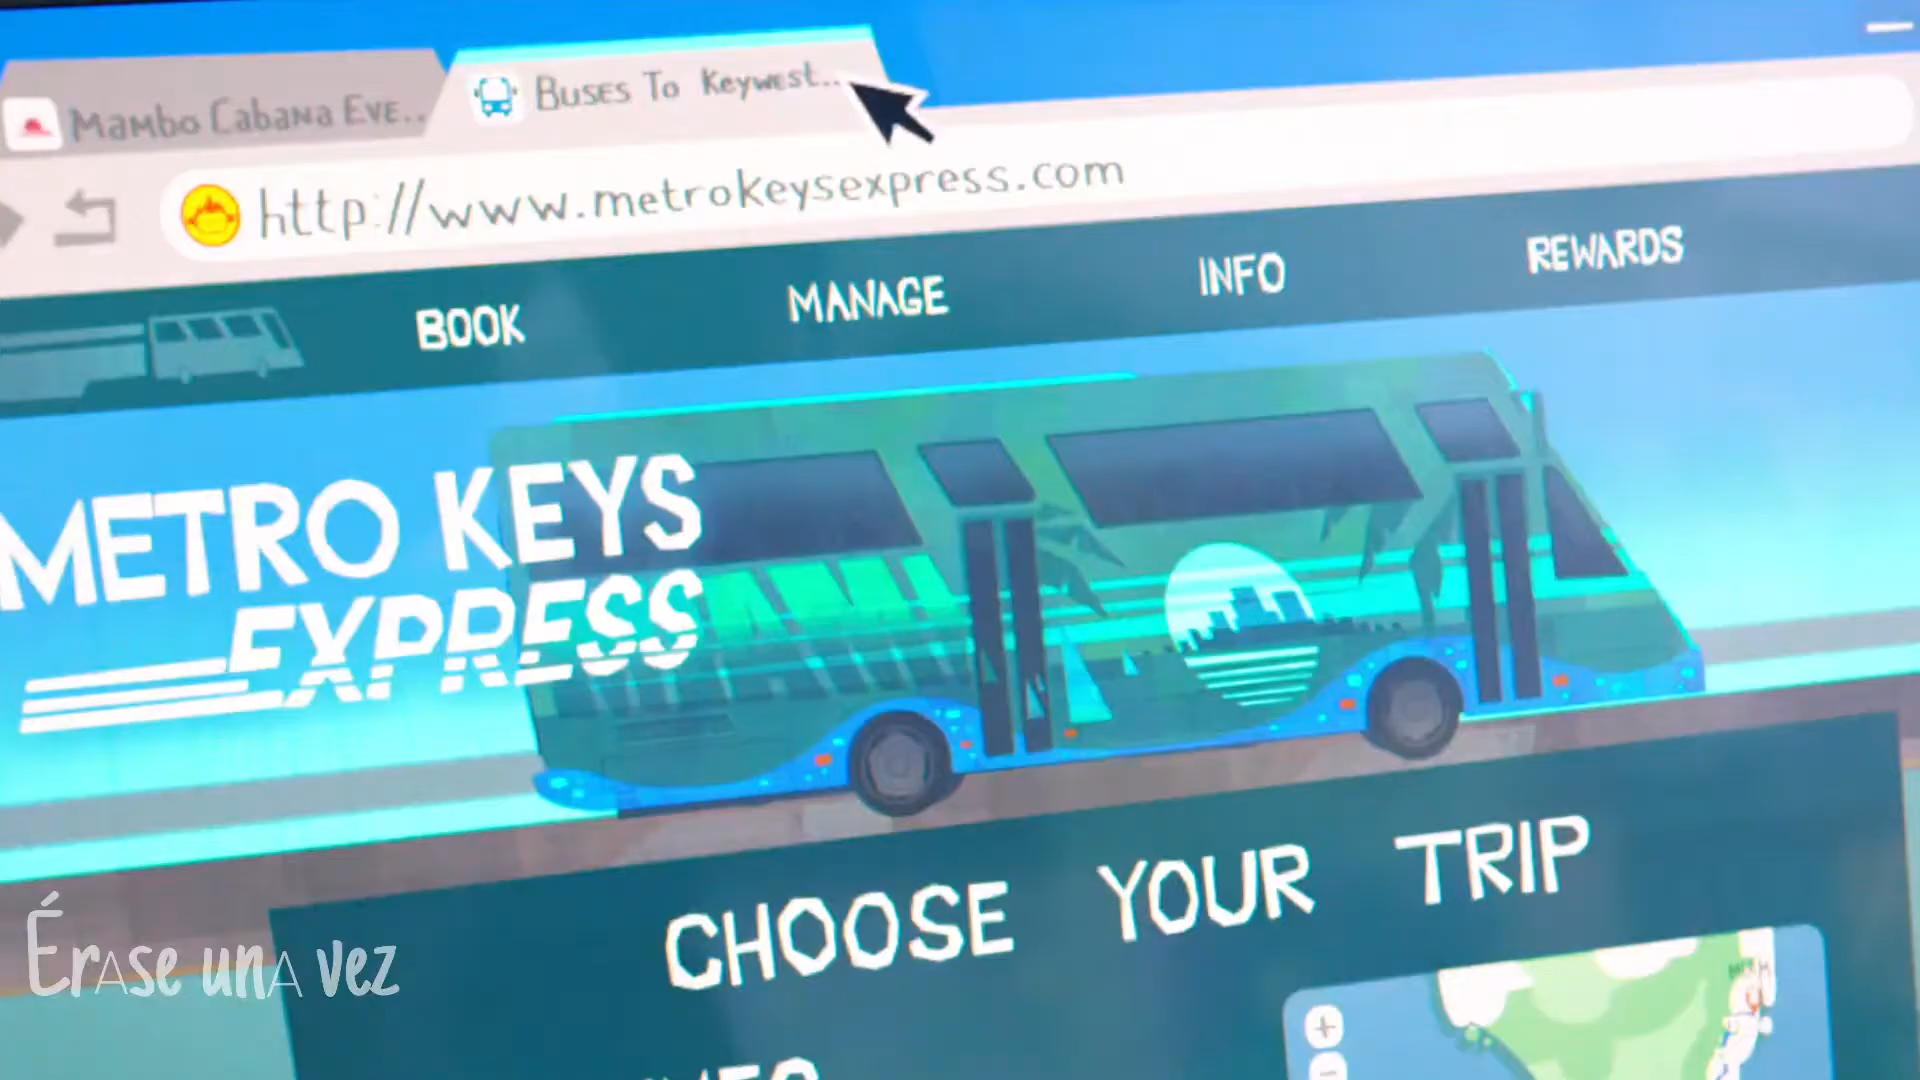 Mambo Cabana Eve..
Buses To Keywest..
http://www.metrokeysexpress.com
BOOK
MANAGE
INFO
REWARDS
METRO KEYS
EXPRESS
CHOOSE YOUR TRIP
Érase una vez